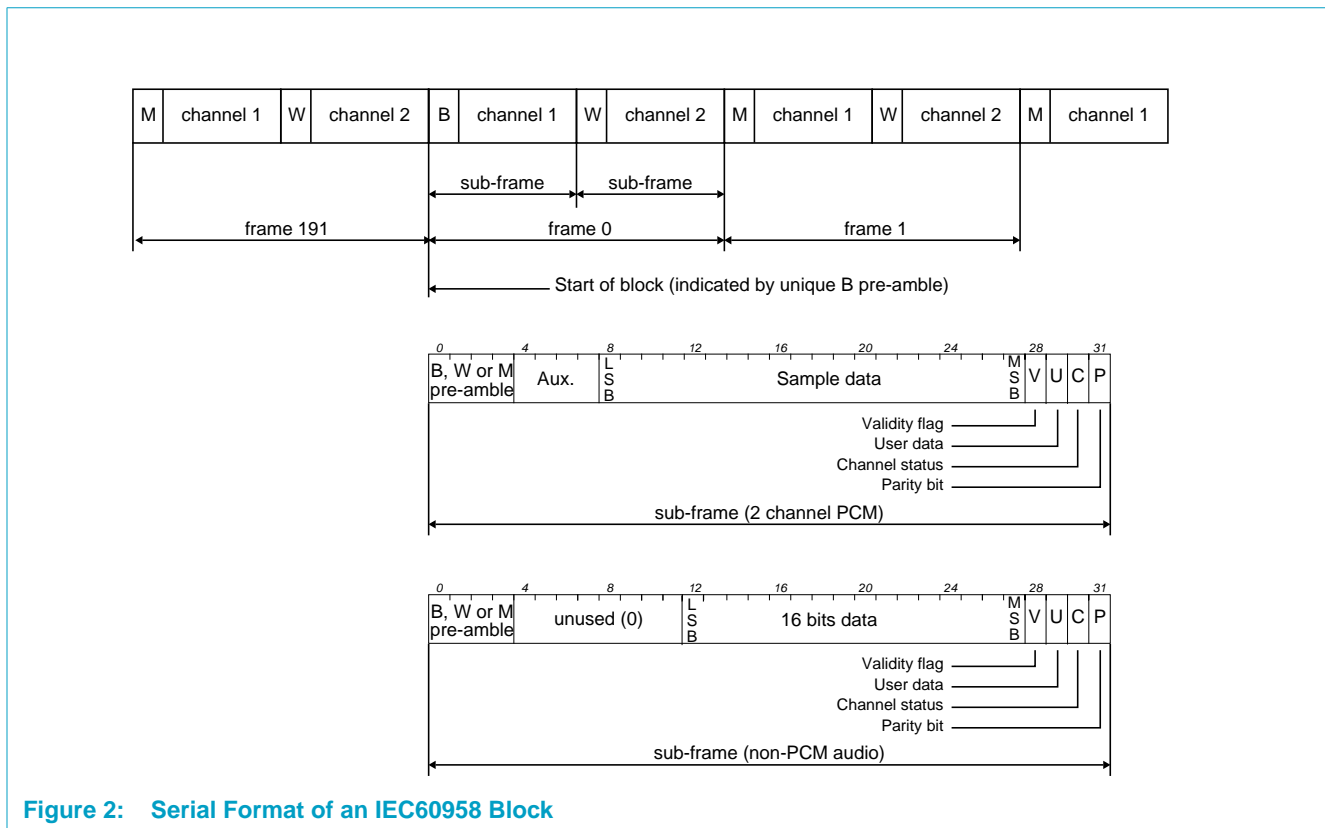 M channel 1 W channel 2 B channel 1 W channel 2 M channel 1 W channel 2 M channel 1
sub-frame sub-frame
frame 191 frame 0 frame 1
Start of block (indicated by unique B pre-amble)
0 4 8 12 16 20 24 28 31
B, W or M pre-amble Aux. LSB Sample data MSB V U C P
Validity flag
User data
Channel status
Parity bit
sub-frame (2 channel PCM)
0 4 8 12 16 20 24 28 31
B, W or M pre-amble unused (0) LSB 16 bits data MSB V U C P
Validity flag
User data
Channel status
Parity bit
sub-frame (non-PCM audio)
Figure 2: Serial Format of an IEC60958 Block